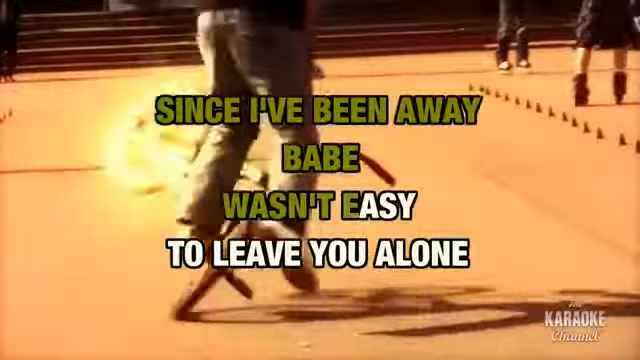 SINCE I'VE BEEN AWAY
BABE
WASN'T EASY
TO LEAVE YOU ALONE
The
KARAOKE
Channel